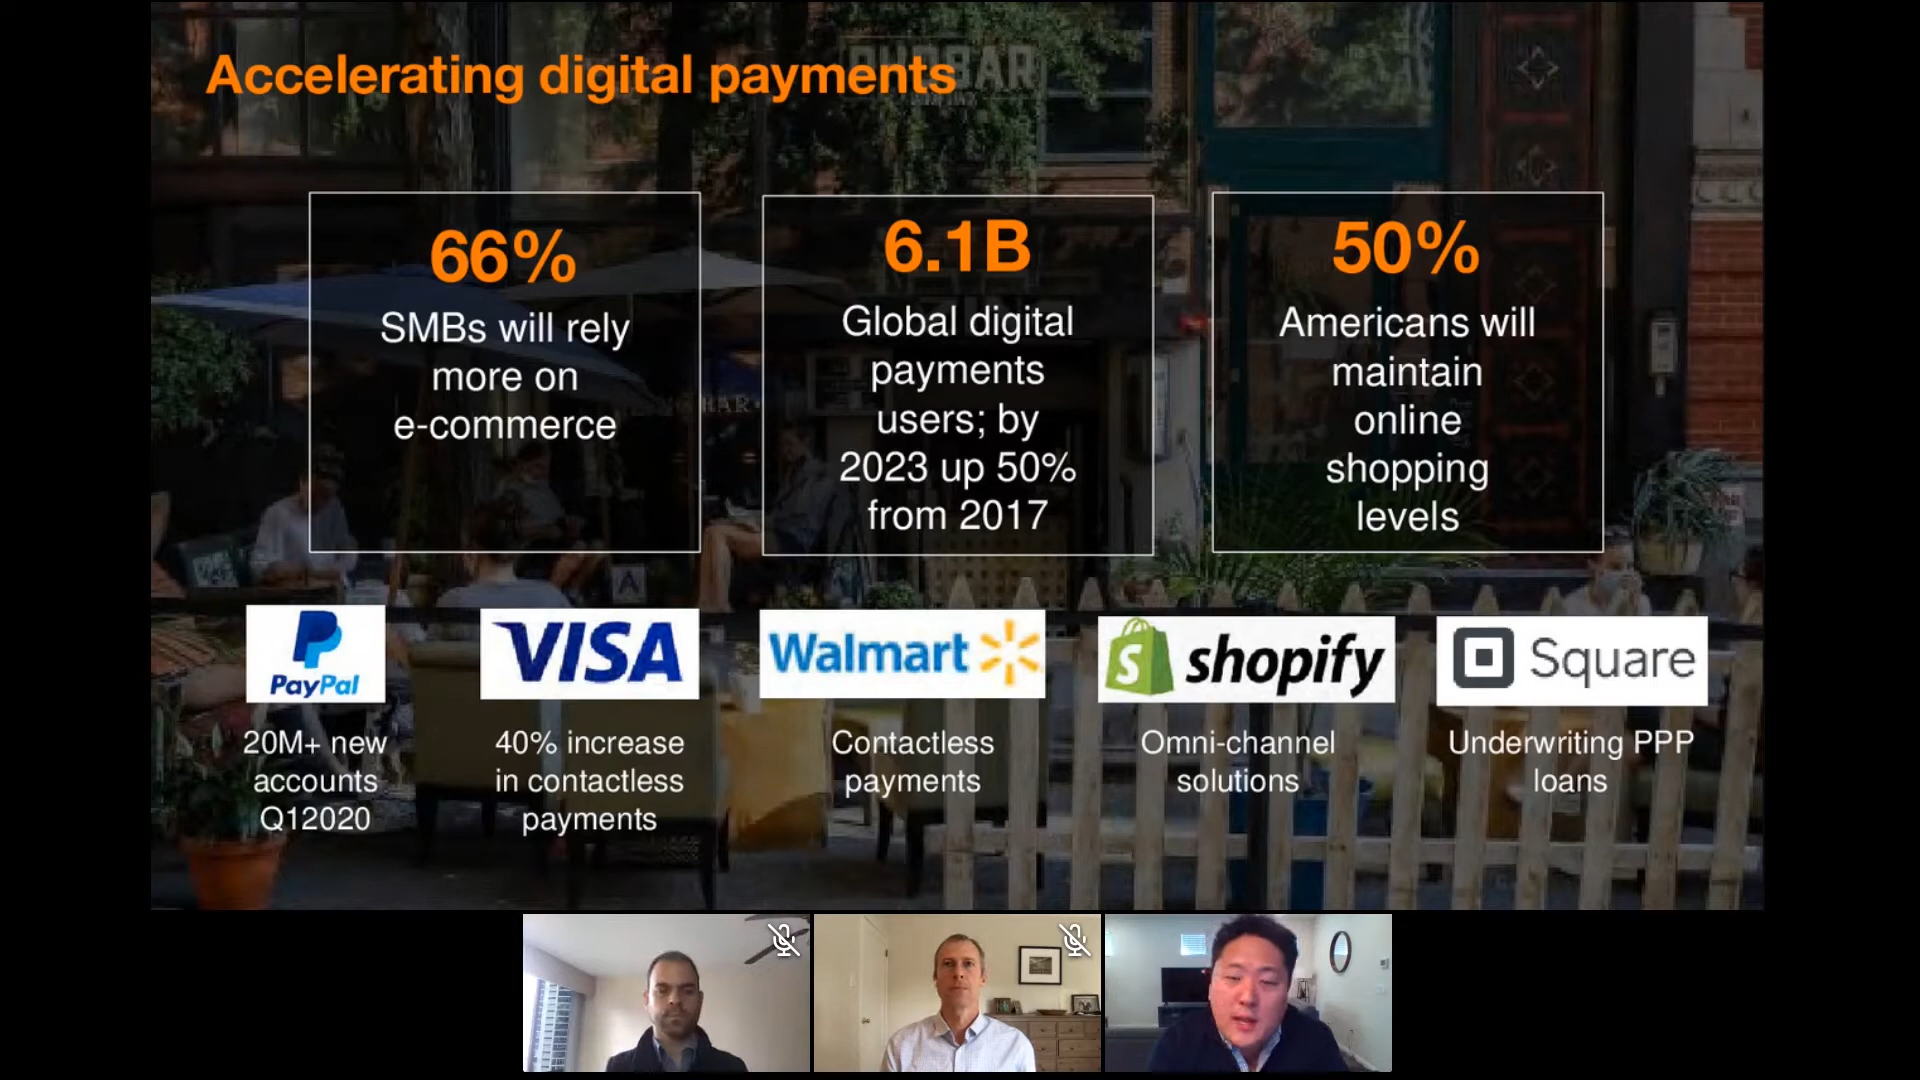 Accelerating digital payments
BAR
66%
SMBs will rely
more on
e-commerce
6.1B
Global digital
payments
users; by
2023 up 50%
from 2017
50%
Americans will
maintain
online
shopping
levels
BAR
A
PayPal
VISA
Walmart
shopify
Square
20M+ new
accounts
Q12020
40% increase
in contactless
payments
Contactless
payments
Omni-channel
solutions
Underwriting PPP
loans